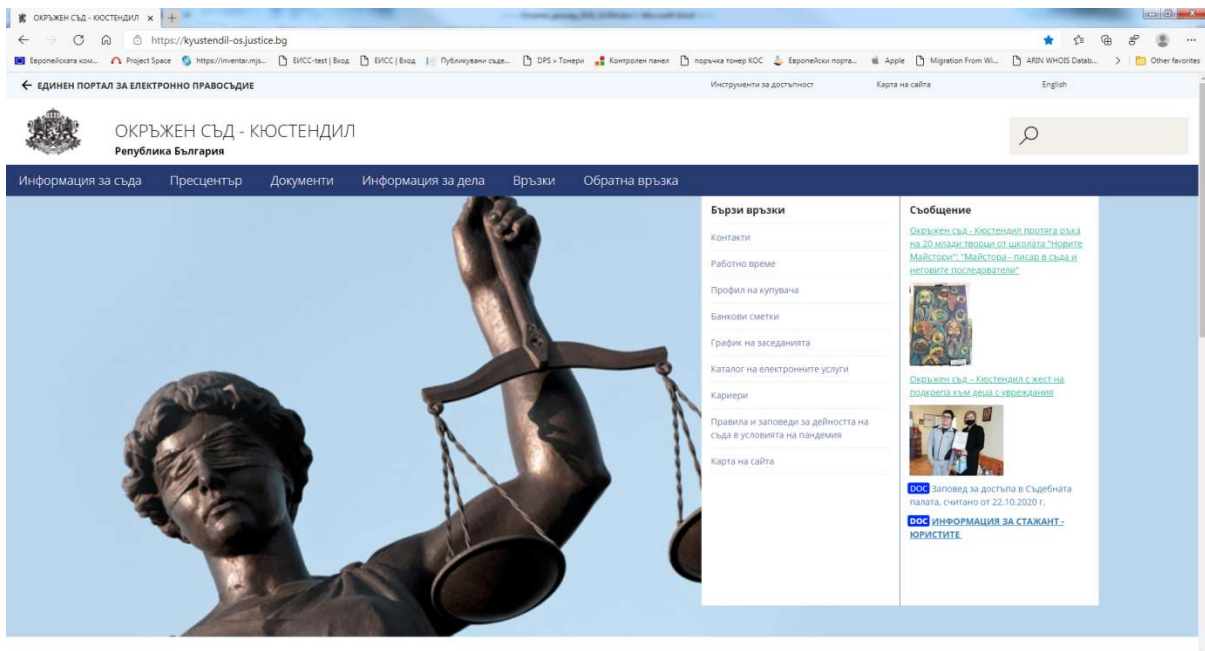 ОКРЪЖЕН СЪД - КЮСТЕНДИЛ
https://kyustendil-os.justice.bg
Европейската ком...
Project Space
https://inventar.mjs...
ЕИСС-test | Вход
ЕИСС | Вход
Публикувани съде...
DPS » Тонери
Контролен панел
поръчка тонер КОС
Европейски порта...
Apple
Migration From Wi...
ARIN WHOIS Datab...
Other favorites
ЕДИНЕН ПОРТАЛ ЗА ЕЛЕКТРОННО ПРАВОСЪДИЕ
Инструменти за достъпност
Карта на сайта
English
ОКРЪЖЕН СЪД - КЮСТЕНДИЛ
Република България
Информация за съда
Пресцентър
Документи
Информация за дела
Връзки
Обратна връзка
Бързи връзки
Контакти
Работно време
Профил на купувача
Банкови сметки
График на заседанията
Каталог на електронните услуги
Кариери
Правила и заповеди за дейността на
съда в условията на пандемия
Карта на сайта
Съобщение
Окръжен съд - Кюстендил протяга ръка
на 20 млади творци от школата "Новите
Майстори": "Майстора - писар в съда и
неговите последователи"
Окръжен съд – Кюстендил с жест на
подкрепа към деца с увреждания
DOC Заповед за достъпа в Съдебната
палата, считано от 22.10.2020 г.
DOC ИНФОРМАЦИЯ ЗА СТАЖАНТ -
ЮРИСТИТЕ